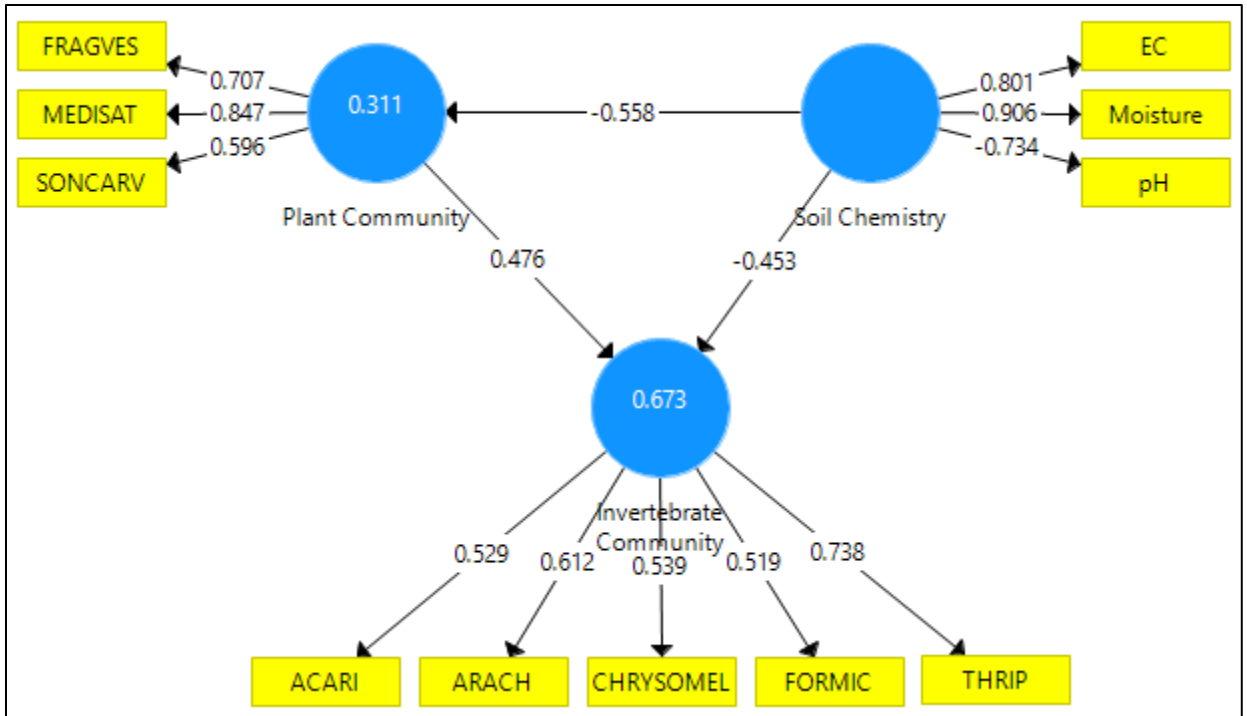 FRAGVES
EC
0.707
0.801
MEDISAT
0.847
0.311
-0.558
0.906
Moisture
0.596
-0.734
SONCARV
pH
Plant Community
Soil Chemistry
0.476
-0.453
0.673
Invertebrate
Community
0.529
0.612
0.539
0.519
0.738
ACARI
ARACH
CHRYSOMEL
FORMIC
THRIP